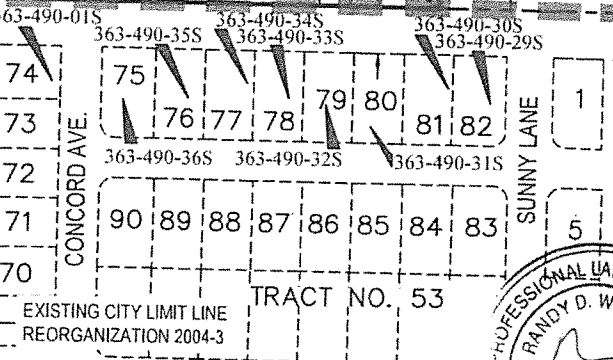 363-490-01S
363-490-35S
363-490-34S
363-490-33S
363-490-30S
363-490-29S
74
75
76
77
78
79
80
81
82
1
73
72
71
70
363-490-36S
363-490-32S
363-490-31S
CONCORD AVE.
SUNNY LANE
90
89
88
87
86
85
84
83
5
TRACT NO. 53
EXISTING CITY LIMIT LINE
REORGANIZATION 2004-3
RANDY D. W